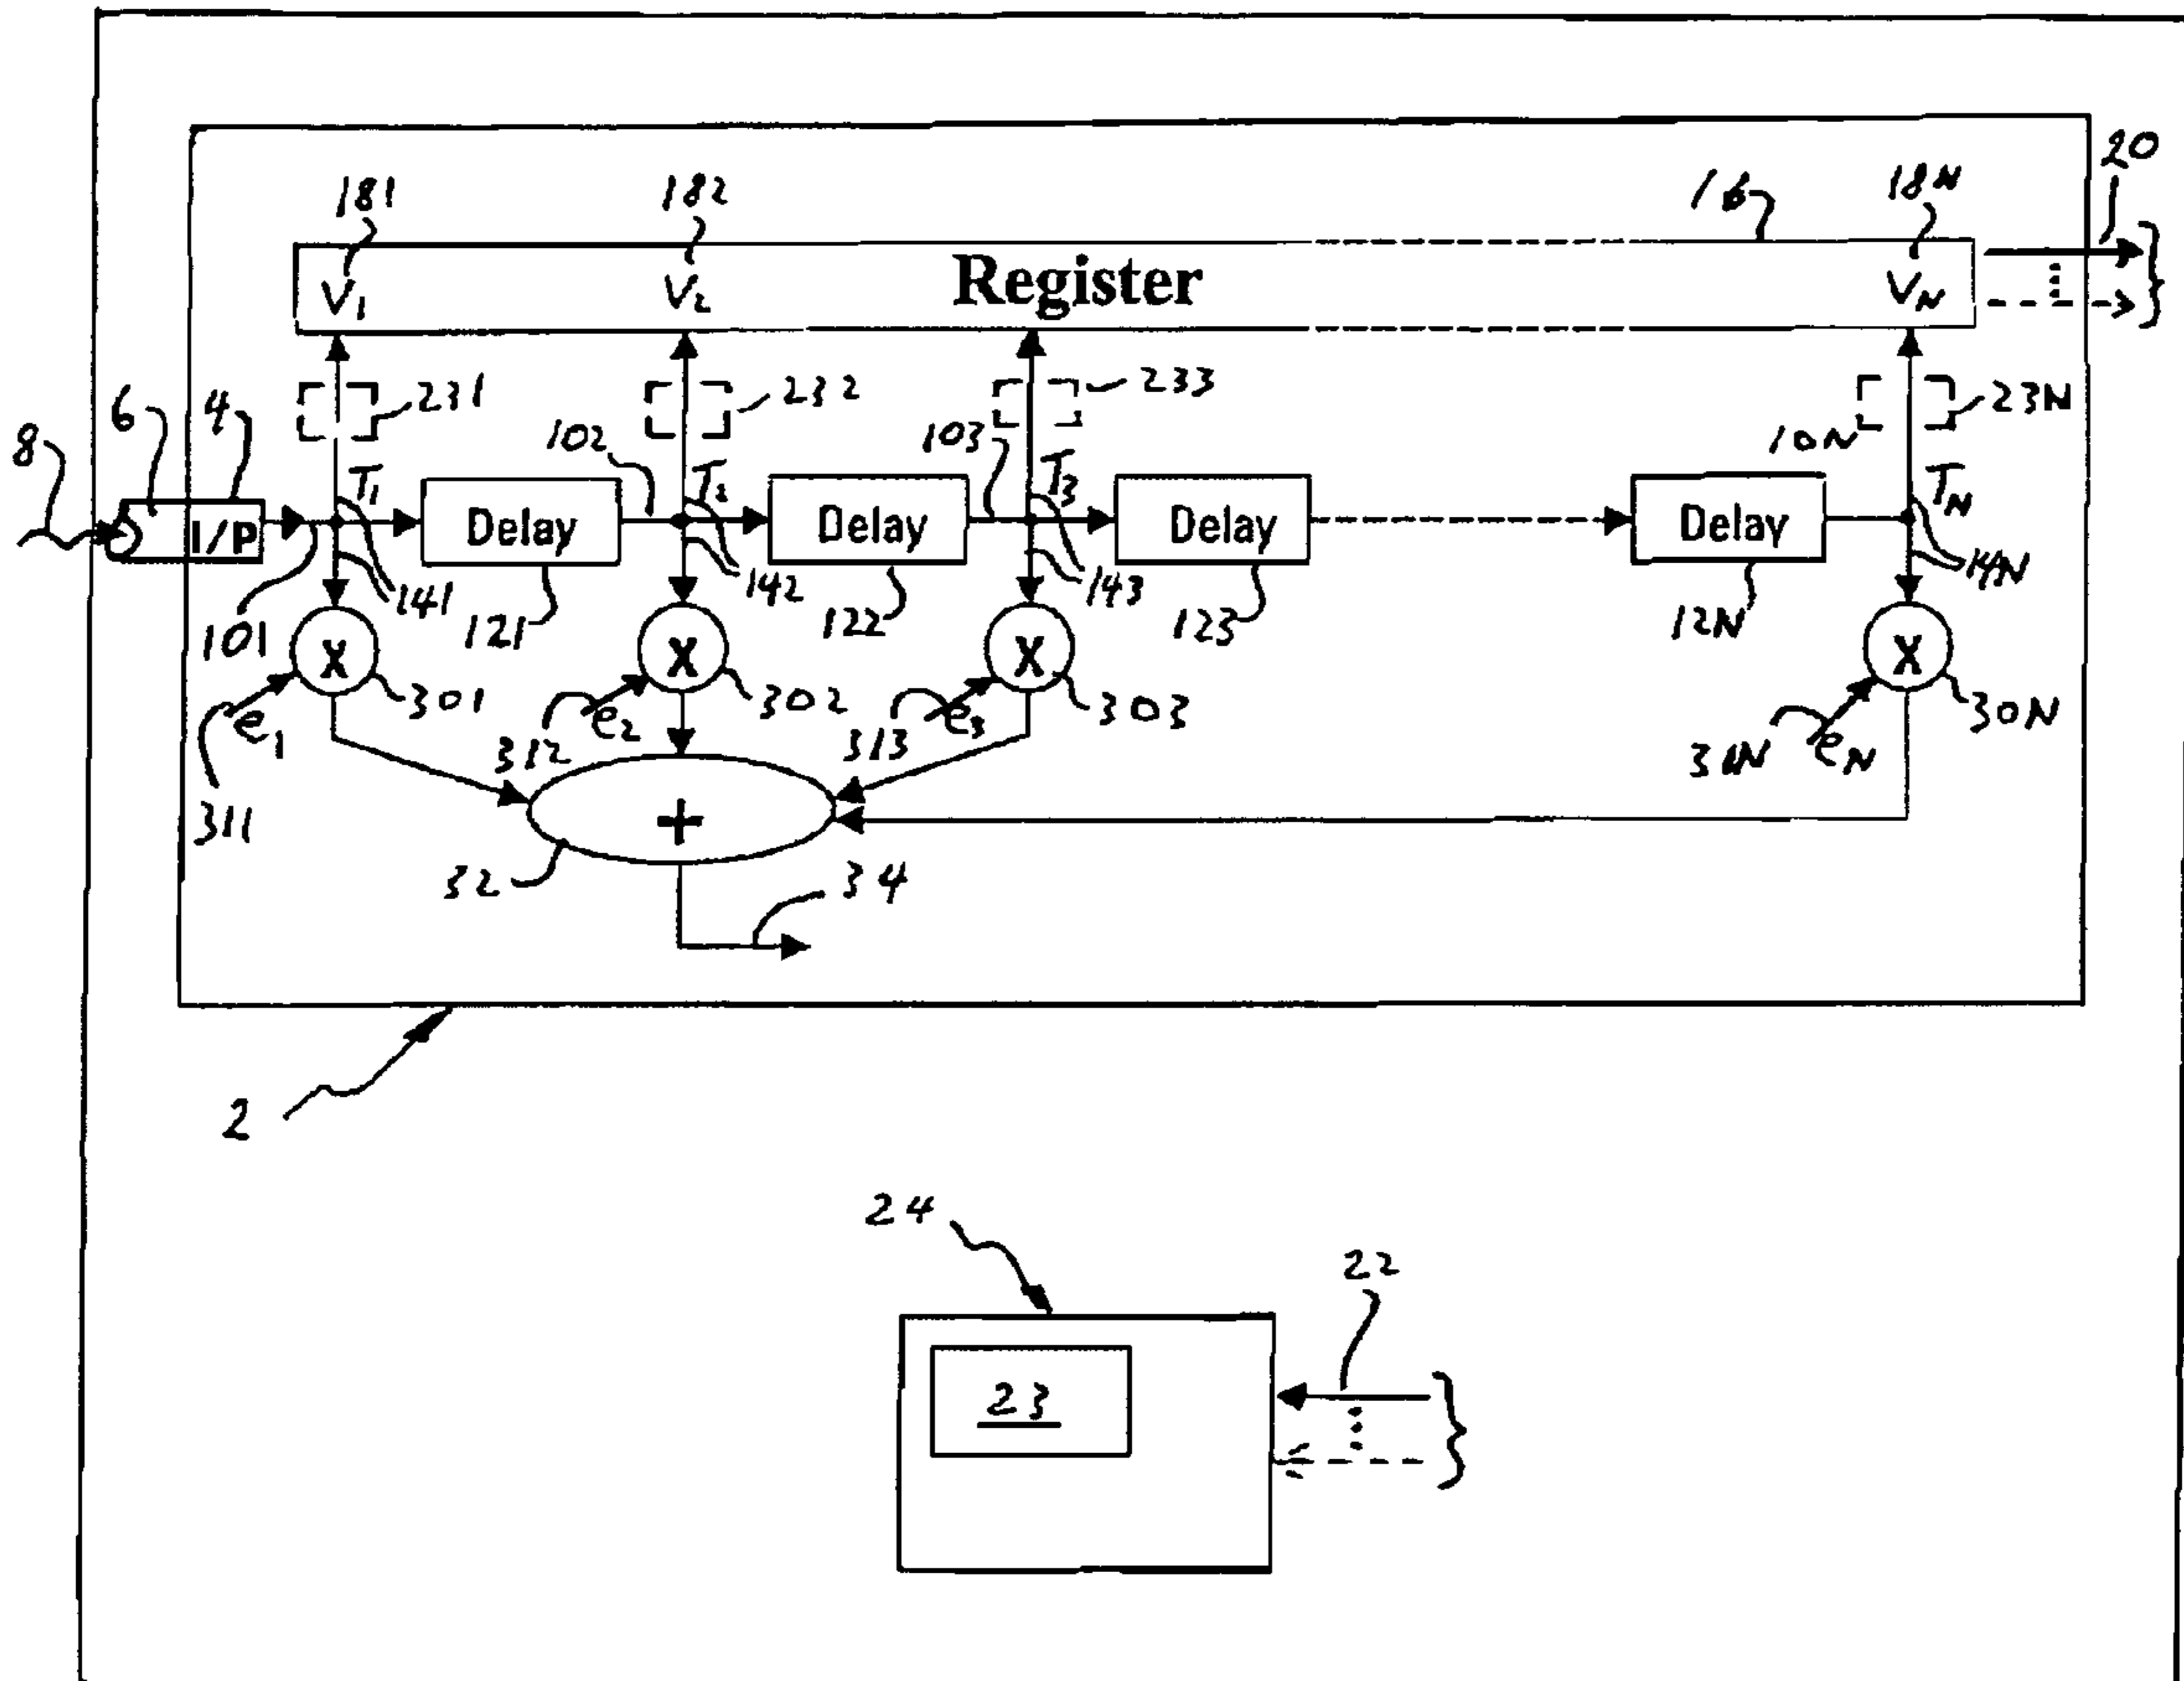 20
181 182 16 18N
V1 V2 Register VN
231 232 233 23N
8 6 4 102 103 10N
T1 T2 T3 TN
I/P Delay Delay Delay Delay
101 141 121 142 122 143 123 12N 14N
X X X X
301 302 303 30N
e1 e2 e3 eN
311 312 313 31N
+
32 34
2
24
22
23